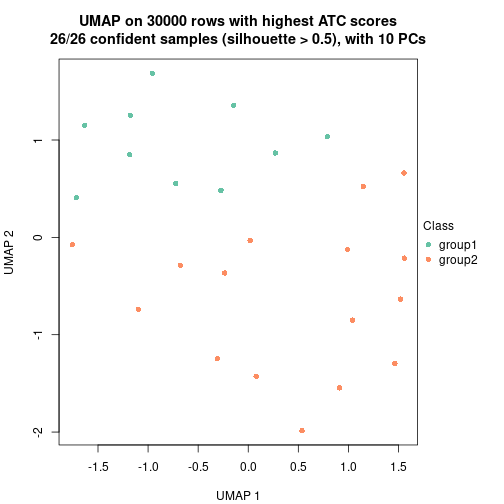 UMAP on 30000 rows with highest ATC scores
26/26 confident samples (silhouette > 0.5), with 10 PCs
1
0
-1
-2
UMAP 2
-1.5 -1.0 -0.5 0.0 0.5 1.0 1.5
UMAP 1
Class
group1
group2